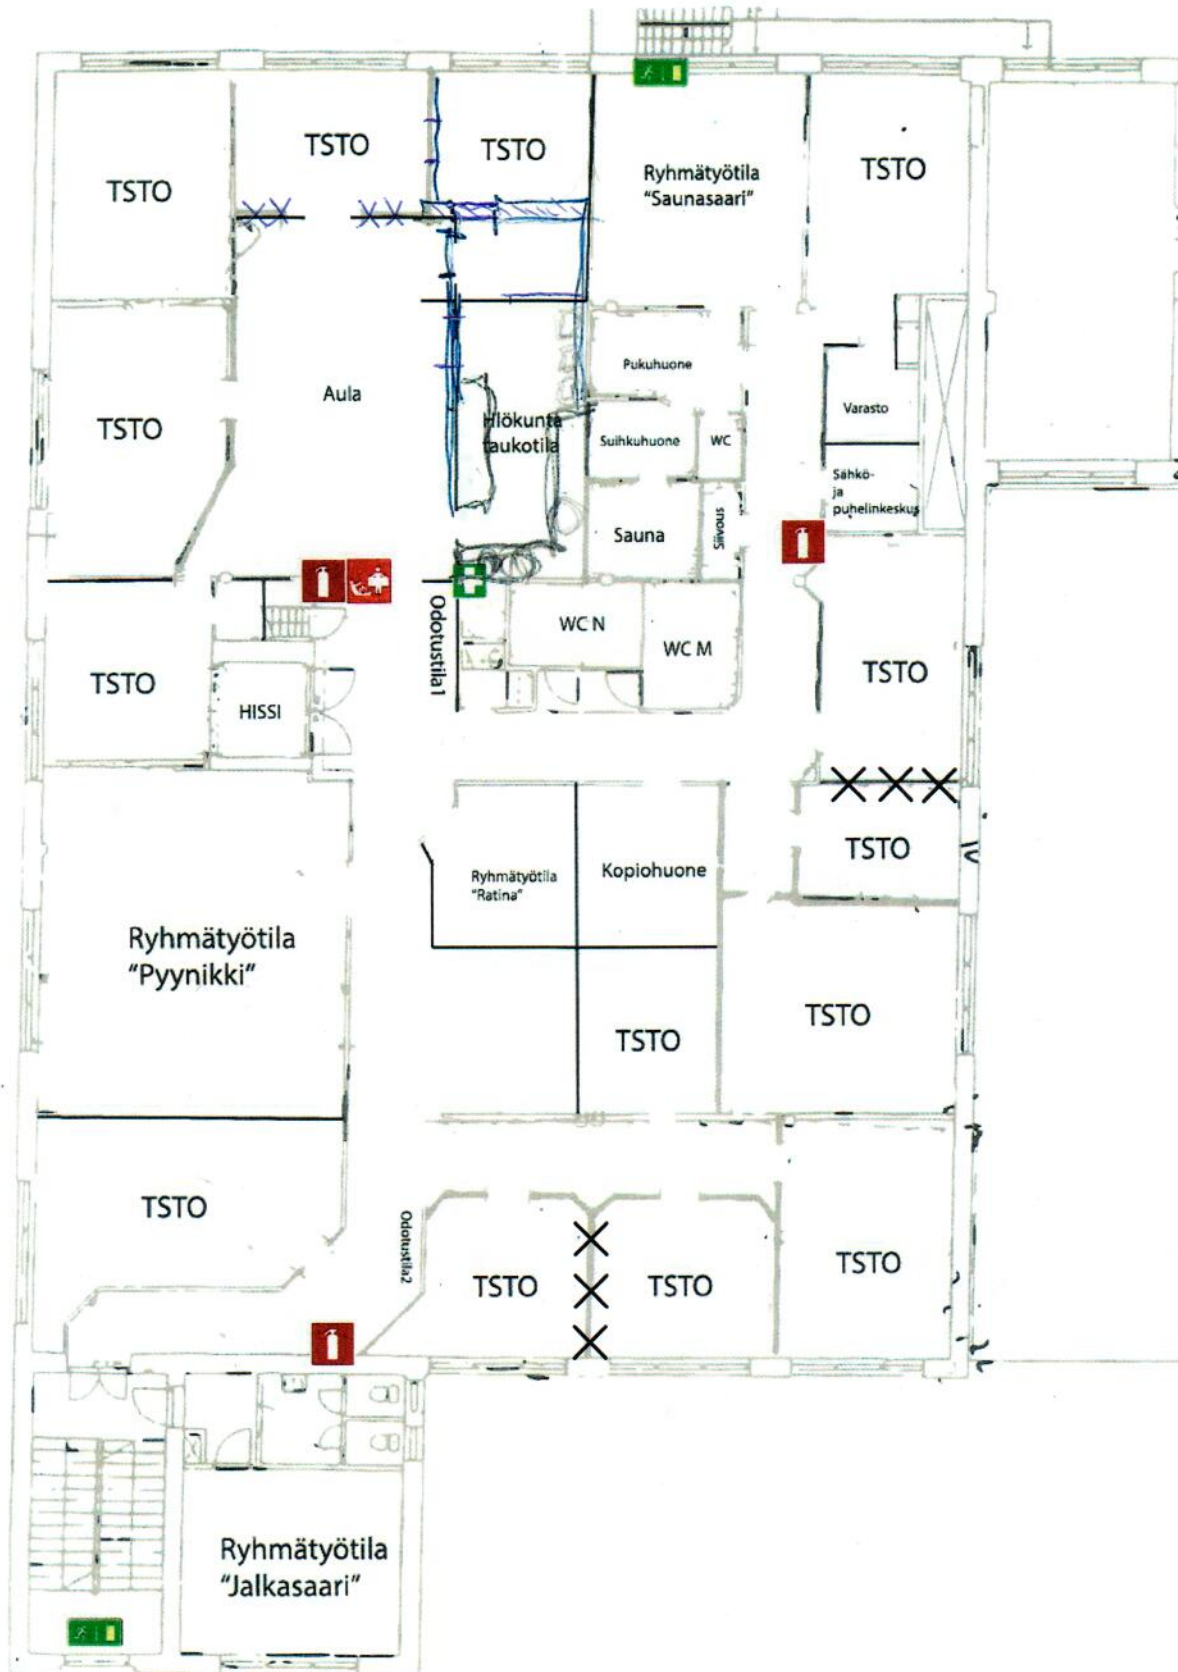 TSTO
TSTO
TSTO
Ryhmätyötila
"Saunasaari"
TSTO
TSTO
Aula
Hlökunta
taukotila
Pukuhuone
Suihkuhuone
WC
Sauna
Siivous
Varasto
Sähkö-
ja
puhelinkeskus
TSTO
HISSI
Odotustila1
WC N
WC M
TSTO
TSTO
Ryhmätyötila
"Pyynikki"
Ryhmätyötila
"Ratina"
Kopiohuone
TSTO
TSTO
TSTO
Odotustila2
TSTO
TSTO
TSTO
Ryhmätyötila
"Jalkasaari"